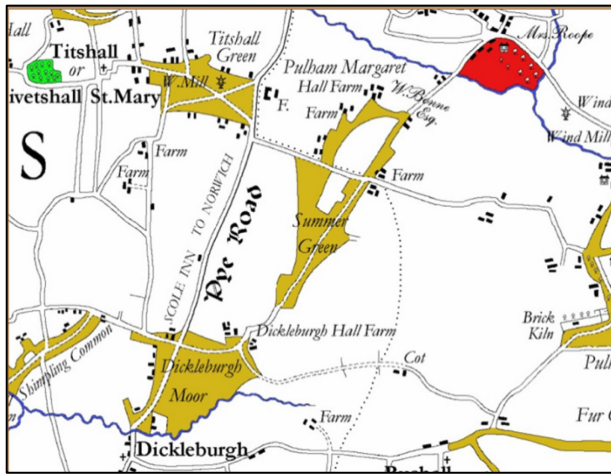 Hall
Titshall
or
ivetshall St.Mary
Titshall
Green
W. Mill
F.
Pulham Margaret
Hall Farm
Farm
W. Benne
Esq.
Mrs. Roope
Wind
Wind Mill
S
Farm
Farm
Farm
SCOLE INN TO NORWICH
Pye Road
Summer
Green
Brick
Kiln
Shimpling Common
Dickleburgh Hall Farm
Dickleburgh
Moor
Cot
Pul
Farm
Fur
Dickleburgh